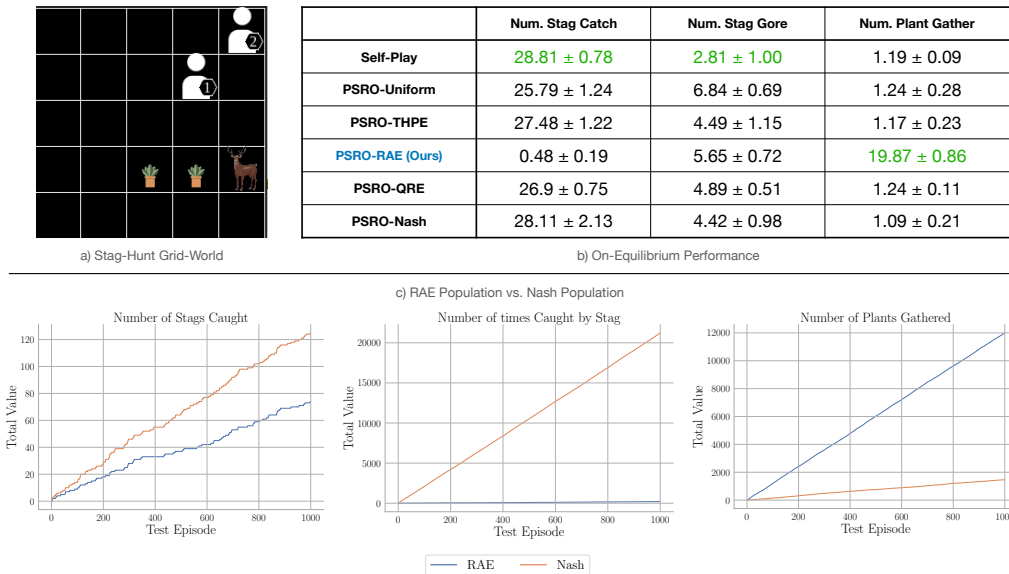 2
1
a) Stag-Hunt Grid-World
Num. Stag Catch Num. Stag Gore Num. Plant Gather
Self-Play 28.81 ± 0.78 2.81 ± 1.00 1.19 ± 0.09
PSRO-Uniform 25.79 ± 1.24 6.84 ± 0.69 1.24 ± 0.28
PSRO-THPE 27.48 ± 1.22 4.49 ± 1.15 1.17 ± 0.23
PSRO-RAE (Ours) 0.48 ± 0.19 5.65 ± 0.72 19.87 ± 0.86
PSRO-QRE 26.9 ± 0.75 4.89 ± 0.51 1.24 ± 0.11
PSRO-Nash 28.11 ± 2.13 4.42 ± 0.98 1.09 ± 0.21
b) On-Equilibrium Performance
c) RAE Population vs. Nash Population
Number of Stags Caught
Total Value
120
100
80
60
40
20
0
0 200 400 600 800 1000
Test Episode
Number of times Caught by Stag
Total Value
20000
15000
10000
5000
0
0 200 400 600 800 1000
Test Episode
Number of Plants Gathered
Total Value
12000
10000
8000
6000
4000
2000
0
0 200 400 600 800 100
Test Episode
RAE Nash